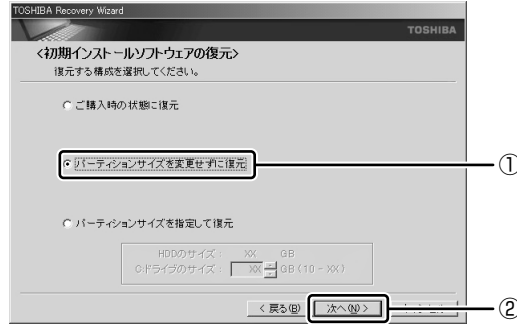 TOSHIBA Recovery Wizard
TOSHIBA
<初期インストールソフトウェアの復元>
復元する構成を選択してください。
ご購入時の状態に復元
パーティションサイズを変更せずに復元
①
パーティションサイズを指定して復元
HDDのサイズ： XX GB
C:ドライブのサイズ： XX GB (10 - XX)
< 戻る(B) 次へ(N) >
②